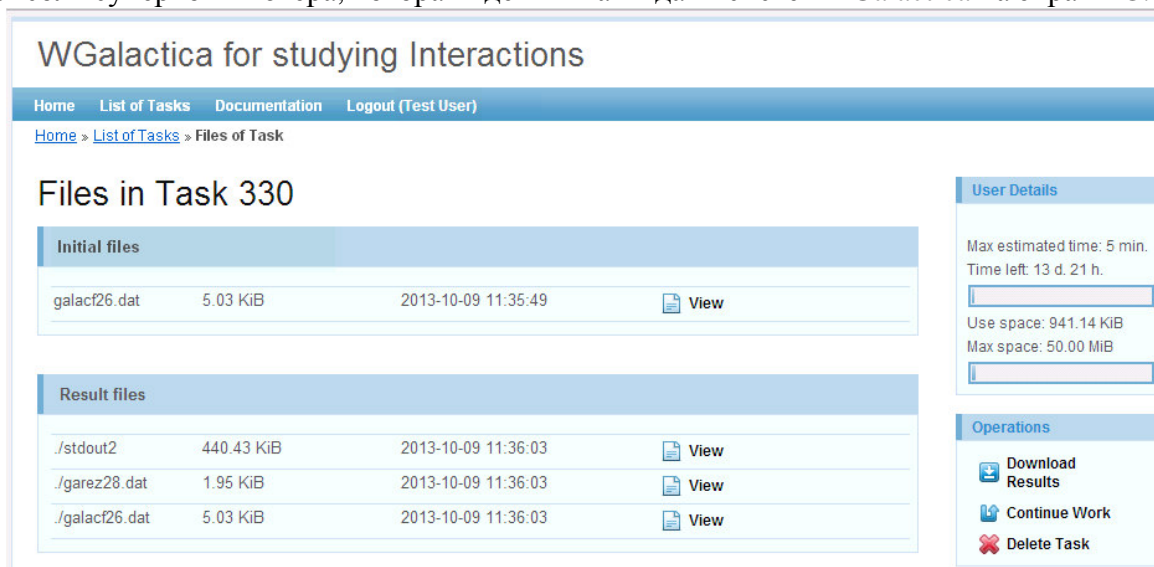 WGalactica for studying Interactions
Home List of Tasks Documentation Logout (Test User)
Home » List of Tasks » Files of Task
Files in Task 330
Initial files
galacf26.dat 5.03 KiB 2013-10-09 11:35:49 View
Result files
./stdout2 440.43 KiB 2013-10-09 11:36:03 View
./garez28.dat 1.95 KiB 2013-10-09 11:36:03 View
./galacf26.dat 5.03 KiB 2013-10-09 11:36:03 View
User Details
Max estimated time: 5 min.
Time left: 13 d. 21 h.
Use space: 941.14 KiB
Max space: 50.00 MiB
Operations
Download
Results
Continue Work
Delete Task